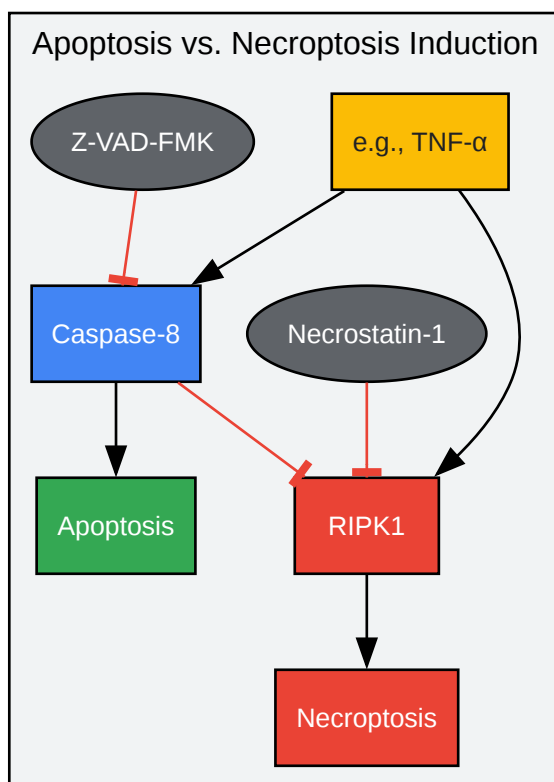 Apoptosis vs. Necroptosis Induction
Z-VAD-FMK
e.g., TNF-α
Caspase-8
Necrostatin-1
Apoptosis
RIPK1
Necroptosis